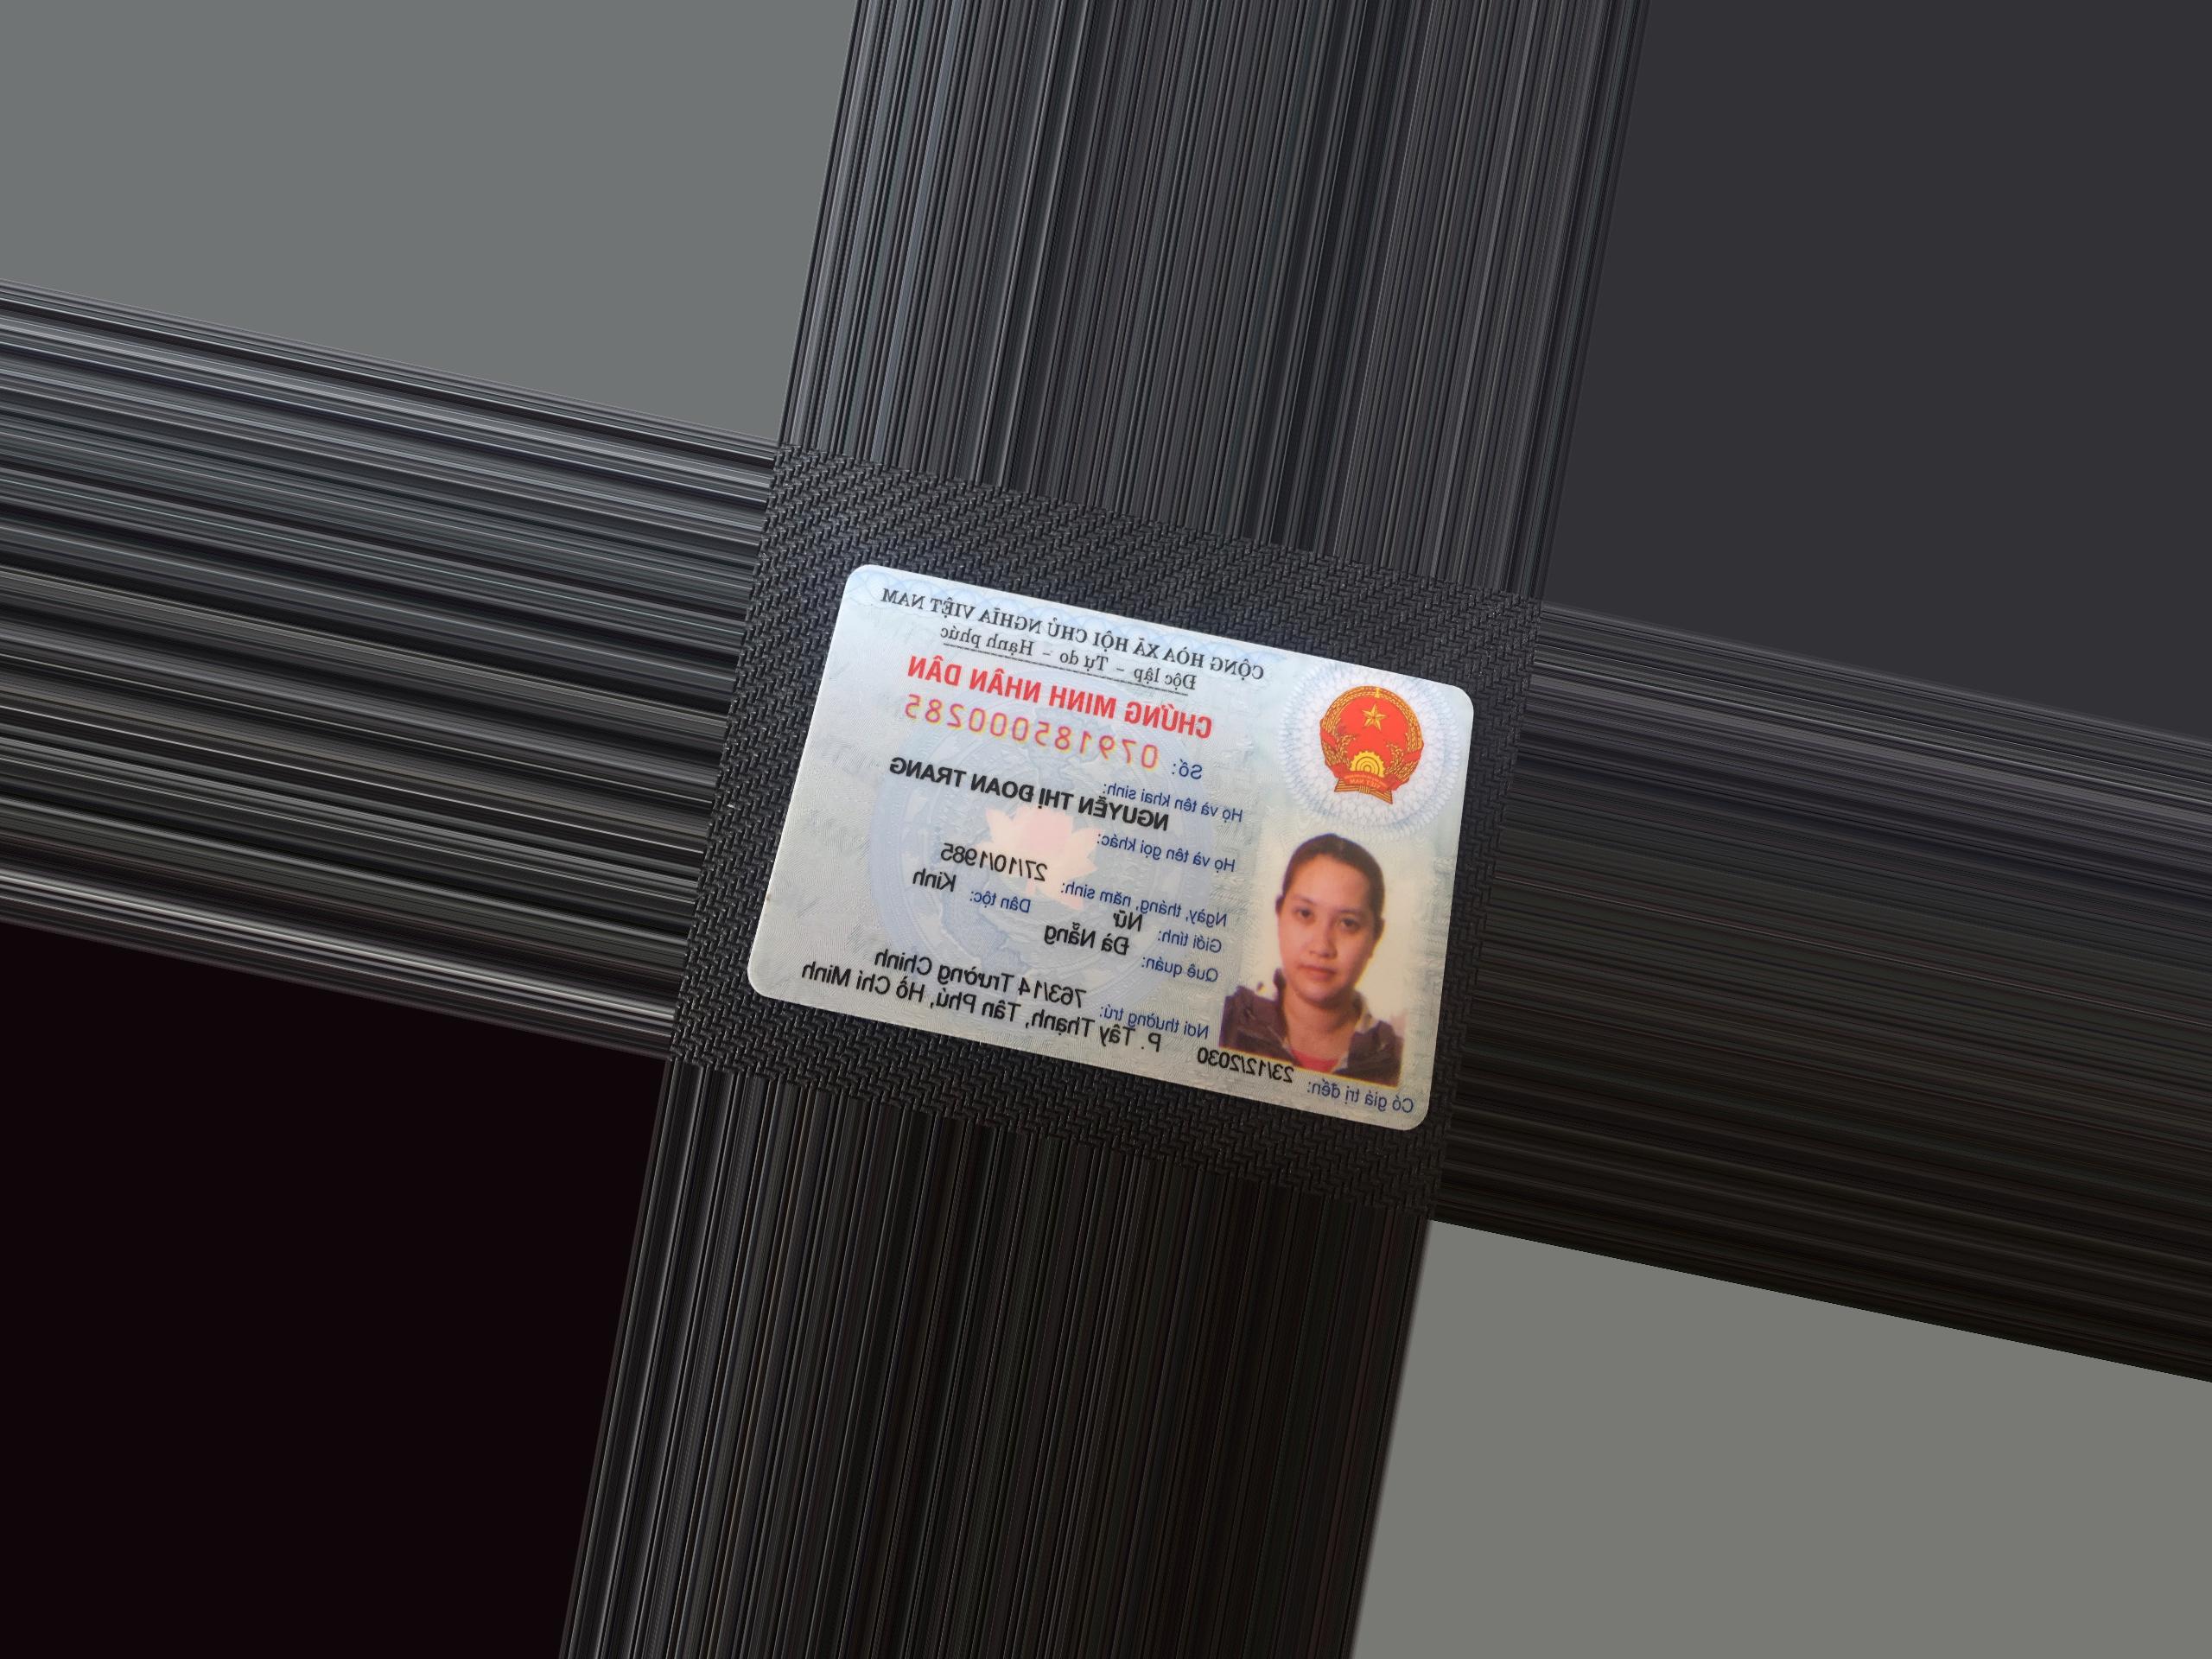 CỘNG HÒA XÃ HỘI CHỦ NGHĨA VIỆT NAM
Độc lập - Tự do - Hạnh phúc
CHỨNG MINH NHÂN DÂN
Số: 079185000285
Họ và tên khai sinh:
NGUYỄN THỊ ĐOAN TRANG
Họ và tên gọi khác:
Ngày, tháng, năm sinh: 27/10/1985
Giới tính: Nữ Dân tộc: Kinh
Quê quán: Đà Nẵng
Nơi thường trú: 763/14 Trường Chinh
P. Tây Thạnh, Tân Phú, Hồ Chí Minh
Có giá trị đến: 23/12/2030
VIỆT NAM